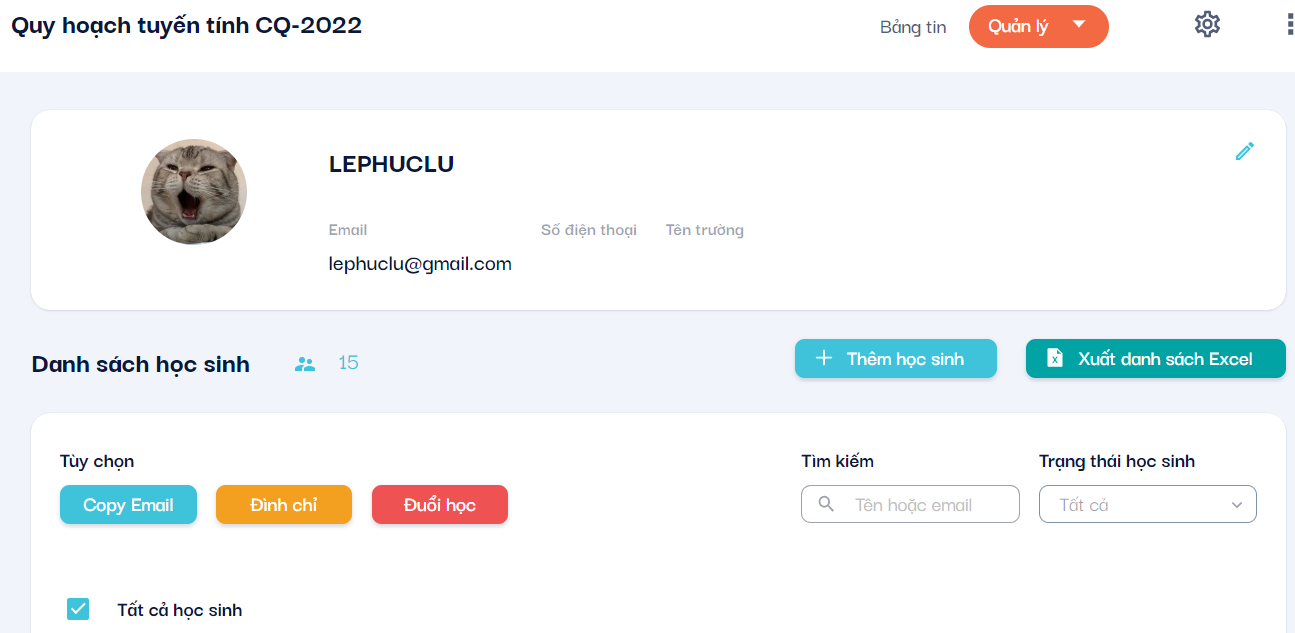 Quy hoạch tuyến tính CQ-2022
Bảng tin
Quản lý
LEPHUCLU
Email
Số điện thoại
Tên trường
lephuclu@gmail.com
Danh sách học sinh
15
Thêm học sinh
Xuất danh sách Excel
Tùy chọn
Tìm kiếm
Trạng thái học sinh
Copy Email
Đình chỉ
Đuổi học
Tên hoặc email
Tất cả
Tất cả học sinh